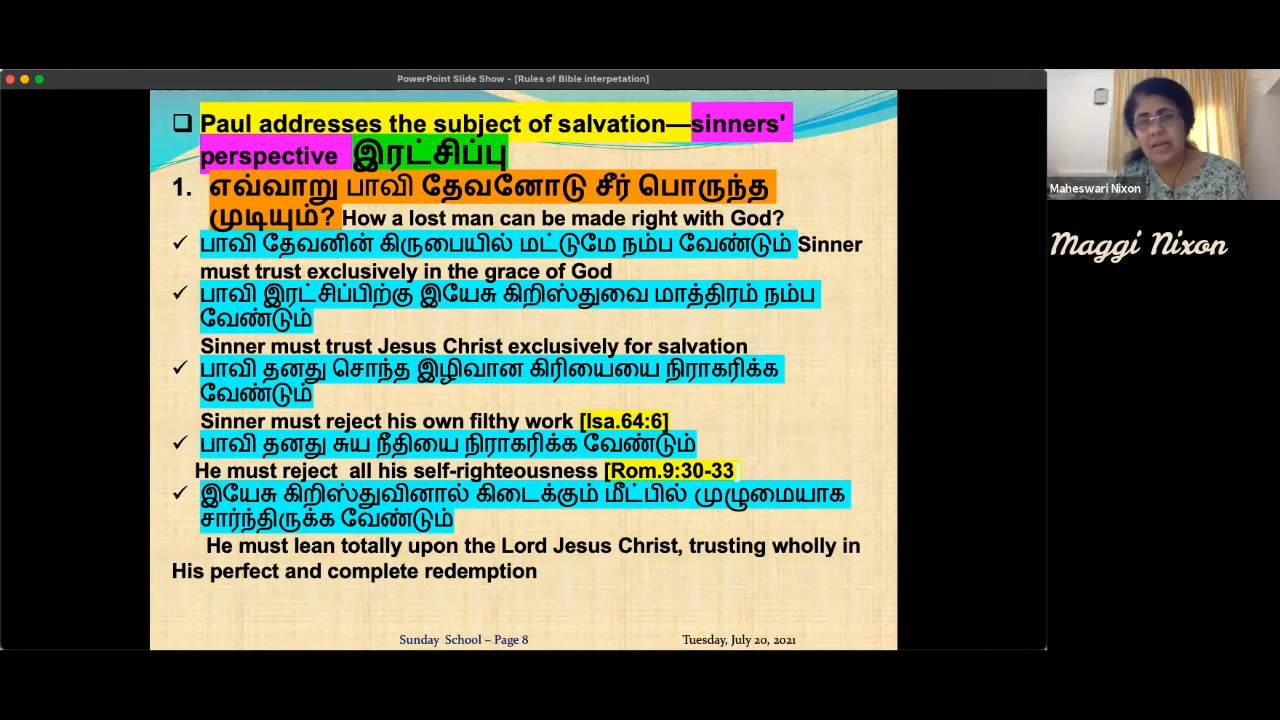 PowerPoint Slide Show - [Rules of Bible interpetation]
Paul addresses the subject of salvation—sinners'
perspective இரட்சிப்பு
1. எவ்வாறு பாவி தேவனோடு சீர் பொருந்த
முடியும்? How a lost man can be made right with God?
✓ பாவி தேவனின் கிருபையில் மட்டுமே நம்ப வேண்டும் Sinner
must trust exclusively in the grace of God
✓ பாவி இரட்சிப்பிற்கு இயேசு கிறிஸ்துவை மாத்திரம் நம்ப
வேண்டும்
Sinner must trust Jesus Christ exclusively for salvation
✓ பாவி தனது சொந்த இழிவான கிரியையை நிராகரிக்க
வேண்டும்
Sinner must reject his own filthy work [Isa.64:6]
✓ பாவி தனது சுய நீதியை நிராகரிக்க வேண்டும்
He must reject all his self-righteousness [Rom.9:30-33
✓ இயேசு கிறிஸ்துவினால் கிடைக்கும் மீட்பில் முழுமையாக
சார்ந்திருக்க வேண்டும்
He must lean totally upon the Lord Jesus Christ, trusting wholly in
His perfect and complete redemption
Sunday School – Page 8 Tuesday, July 20, 2021
Maheswari Nixon
Maggi Nixon